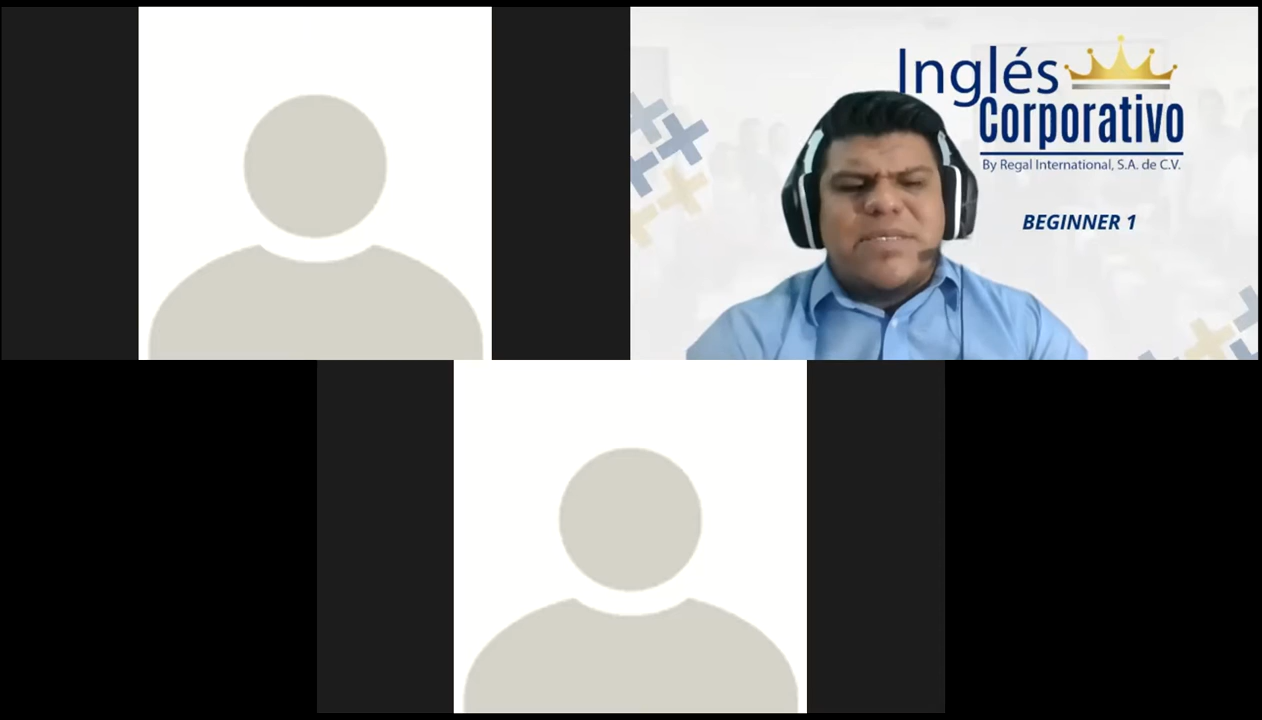 Inglés
Corporativo
By Regal International, S.A. de C.V.
BEGINNER 1